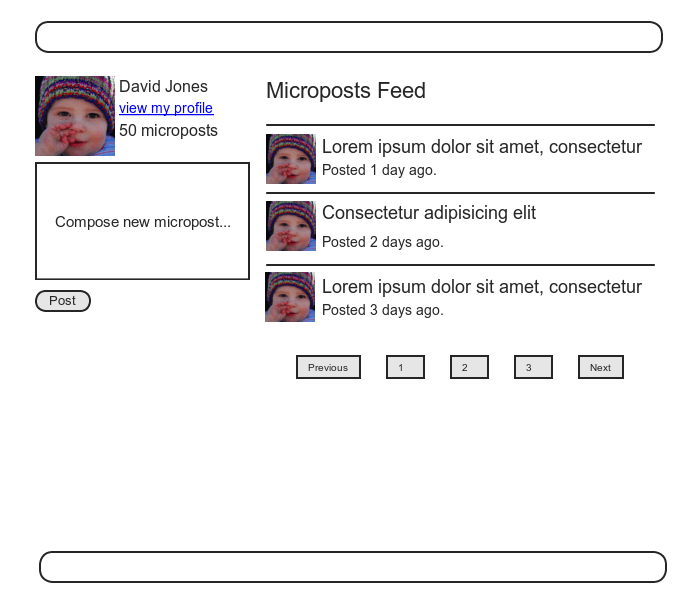 David Jones
view my profile
50 microposts
Compose new micropost...
Post
Microposts Feed
Lorem ipsum dolor sit amet, consectetur
Posted 1 day ago.
Consectetur adipisicing elit
Posted 2 days ago.
Lorem ipsum dolor sit amet, consectetur
Posted 3 days ago.
Previous 1 2 3 Next